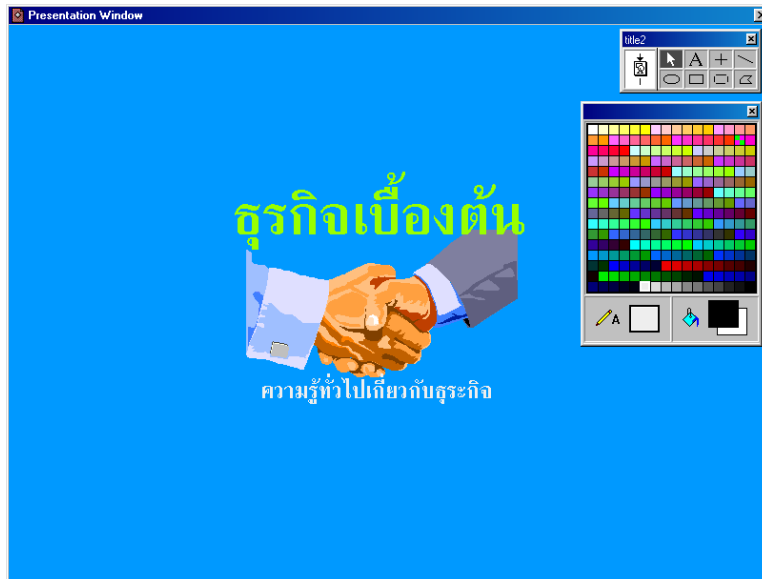 Presentation Window
title2
A
ธุรกิจเบื้องต้น
ความรู้ทั่วไปเกี่ยวกับธุระกิจ
A